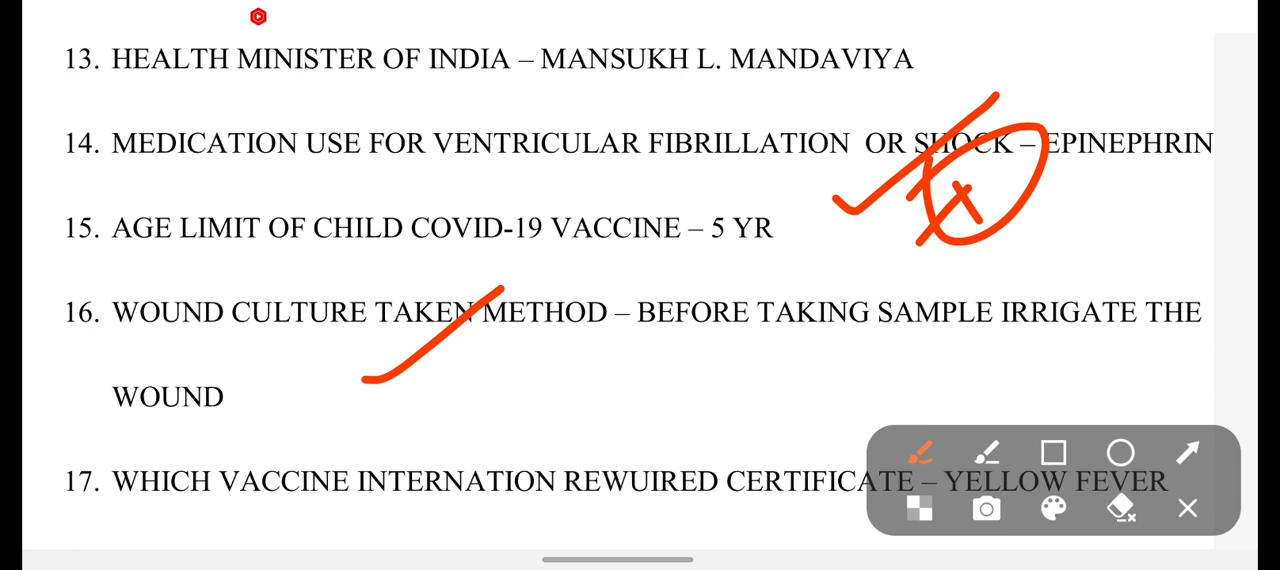 13. HEALTH MINISTER OF INDIA – MANSUKH L. MANDAVIYA
14. MEDICATION USE FOR VENTRICULAR FIBRILLATION OR SHOCK – EPINEPHRIN
15. AGE LIMIT OF CHILD COVID-19 VACCINE – 5 YR
16. WOUND CULTURE TAKEN METHOD – BEFORE TAKING SAMPLE IRRIGATE THE
WOUND
17. WHICH VACCINE INTERNATION REWUIRED CERTIFICATE – YELLOW FEVER